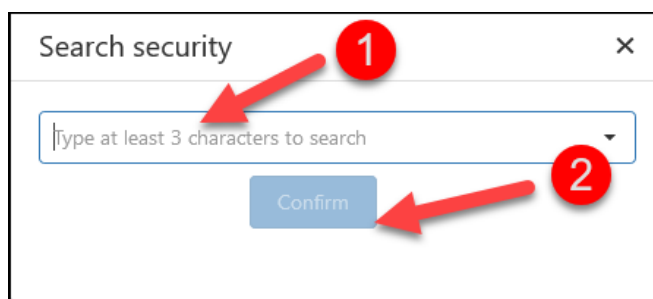 Search security
1
Type at least 3 characters to search
2
Confirm